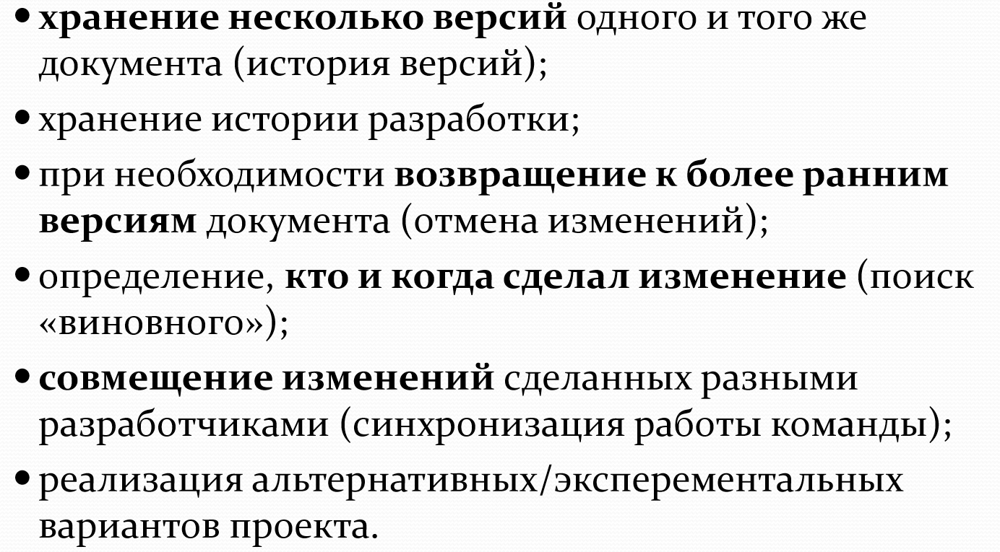 • хранение несколько версий одного и того же
документа (история версий);
• хранение истории разработки;
• при необходимости возвращение к более ранним
версиям документа (отмена изменений);
• определение, кто и когда сделал изменение (поиск
«виновного»);
• совмещение изменений сделанных разными
разработчиками (синхронизация работы команды);
• реализация альтернативных/эксперементальных
вариантов проекта.